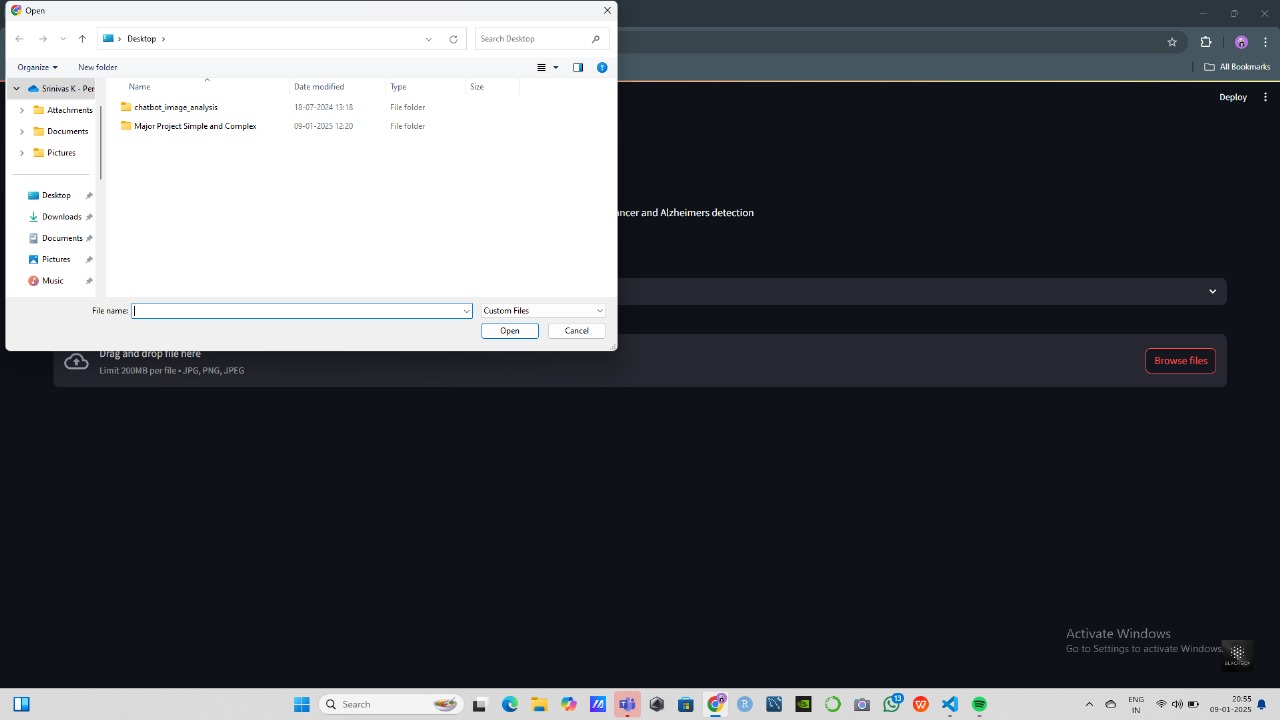 Open
Desktop
Search Desktop
Organize
New folder
Srinivas K - Per
Attachments
Documents
Pictures
Desktop
Downloads
Documents
Pictures
Music
Name
Date modified
Type
Size
chatbot_image_analysis
18-07-2024 13:18
File folder
Major Project Simple and Complex
09-01-2025 12:20
File folder
File name:
Custom Files
Open
Cancel
All Bookmarks
Deploy
ancer and Alzheimers detection
Drag and drop file here
Limit 200MB per file • JPG, PNG, JPEG
Browse files
Activate Windows
Go to Settings to activate Windows.
BLACKBOX
Search
13
ENG
IN
20:55
09-01-2025